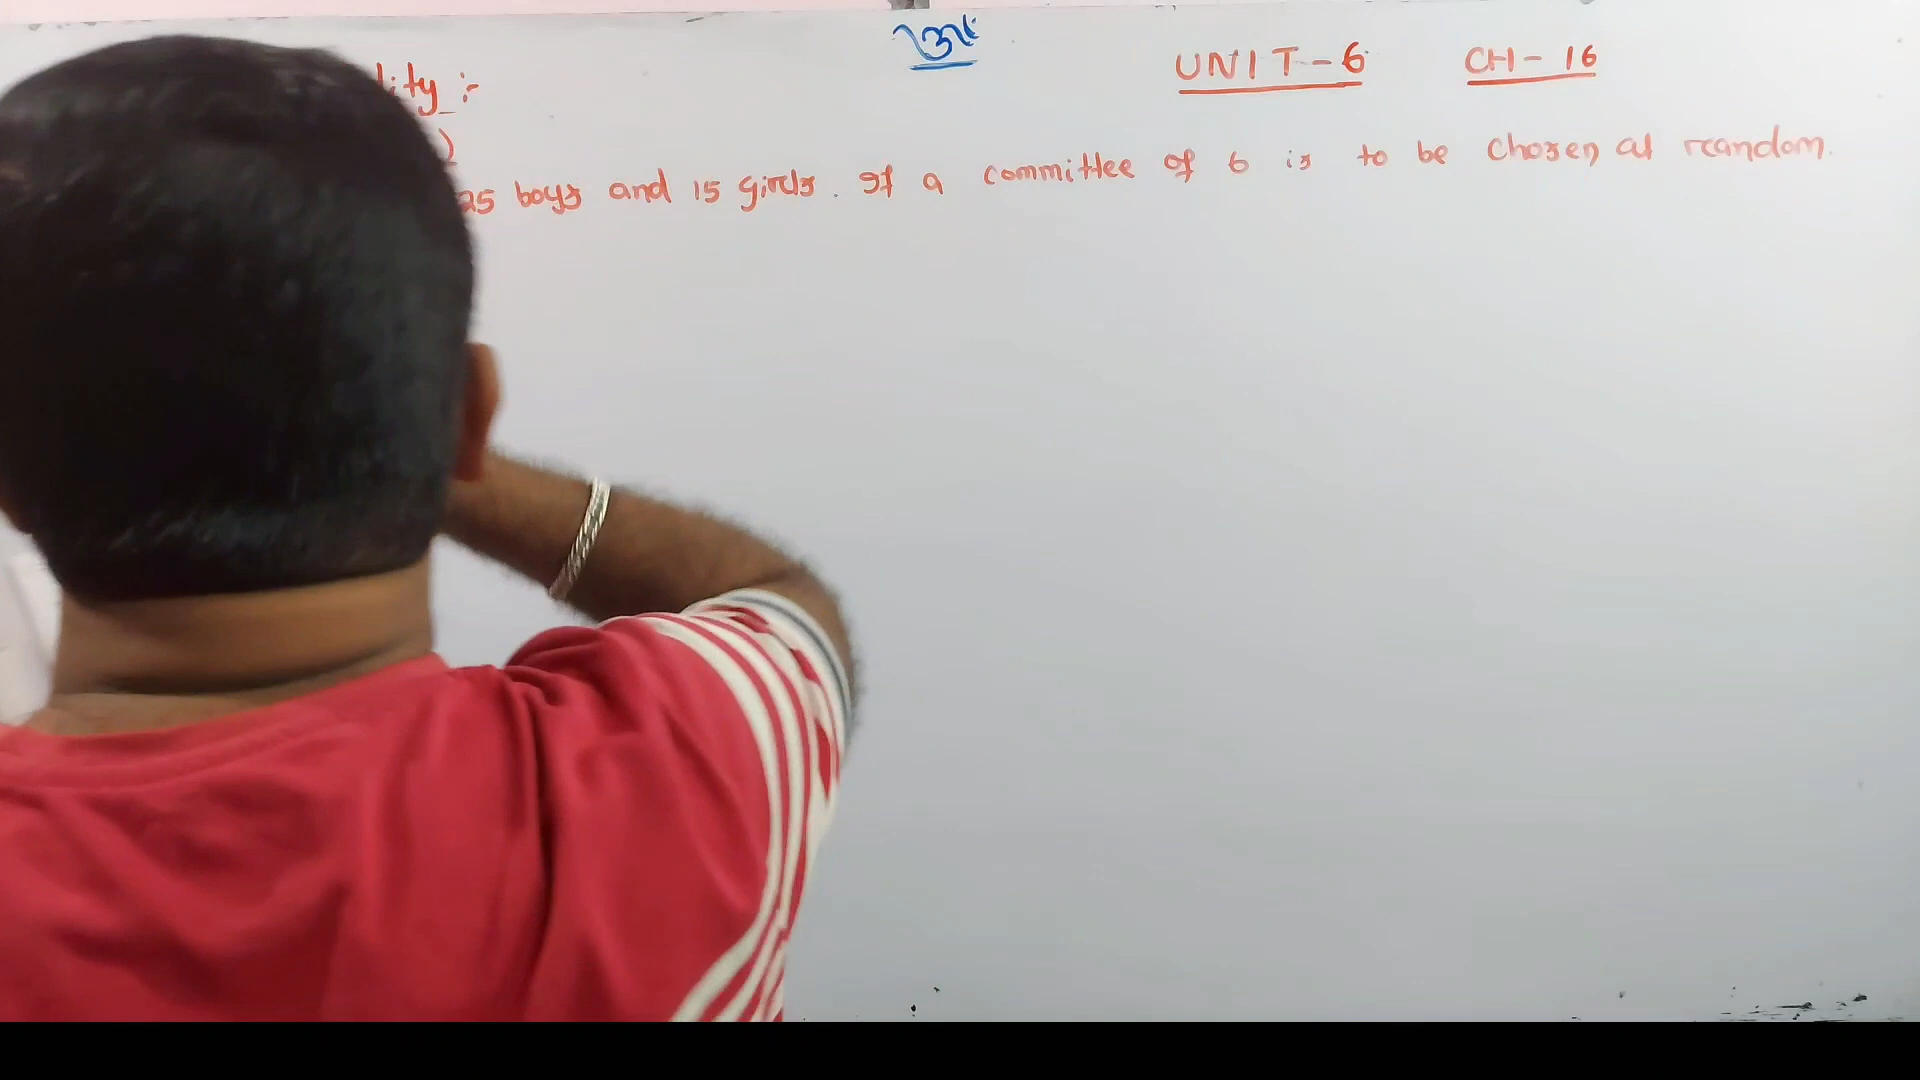 ওঁ
UNIT-6 CH-16
lity :-
)
25 boys and 15 girls. If a committee of 6 is to be chosen at random.